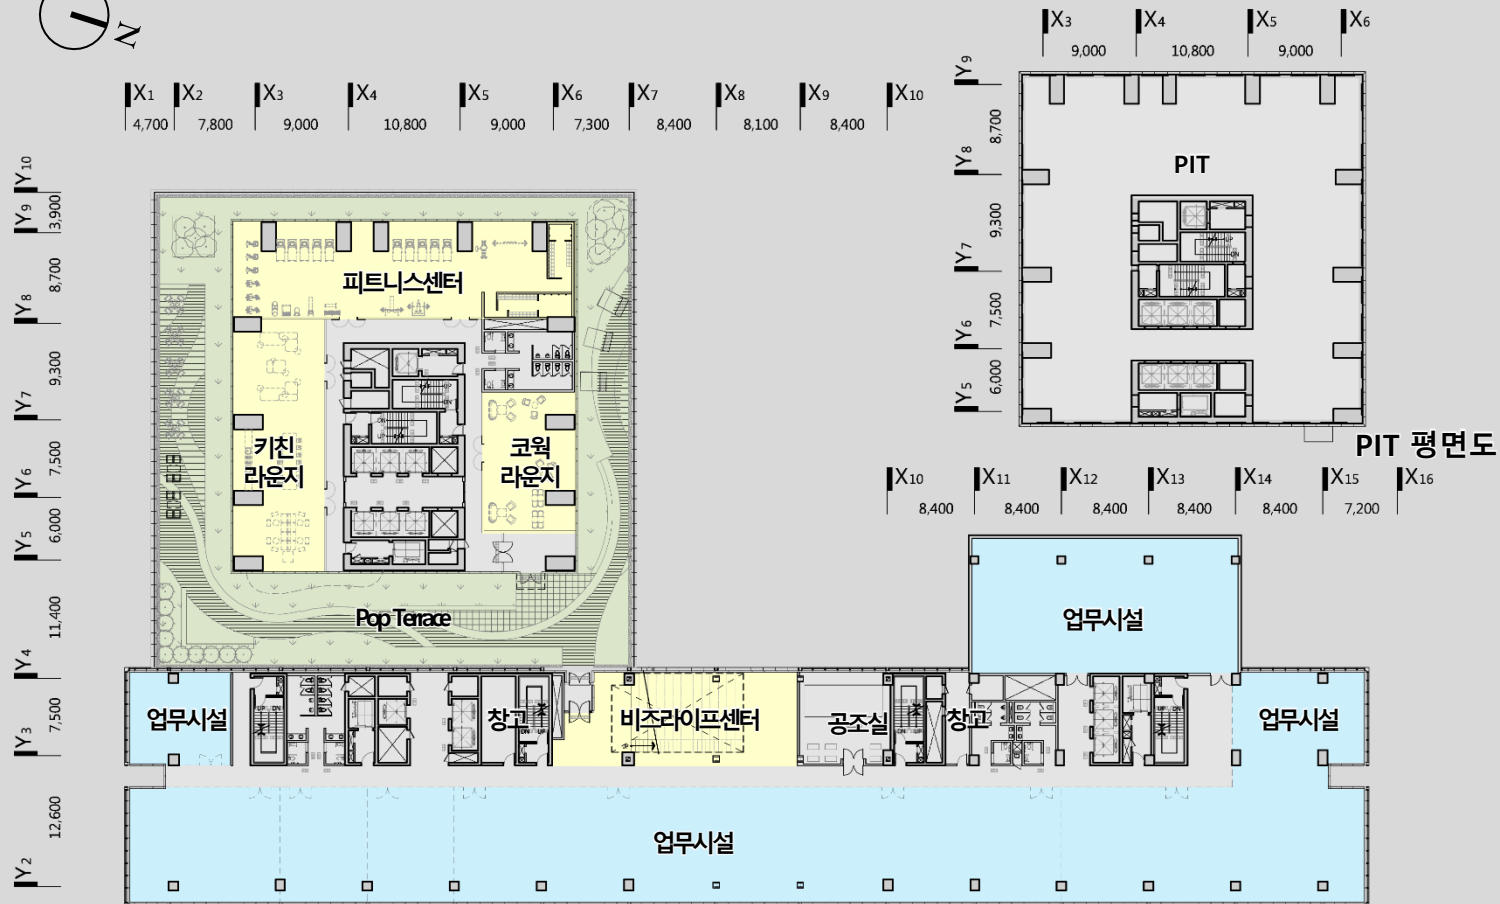 N
X3 X4 X5 X6
9,000 10,800 9,000
X1 X2 X3 X4 X5 X6 X7 X8 X9 X10
4,700 7,800 9,000 10,800 9,000 7,300 8,400 8,100 8,400
Y9
8,700
Y8
9,300
Y7
7,500
Y6
6,000
Y5
PIT
PIT 평면도
Y10
3,900
Y9
8,700
Y8
9,300
Y7
7,500
Y6
6,000
Y5
11,400
Y4
7,500
Y3
12,600
Y2
피트니스센터
키친
라운지
코웍
라운지
Pop Terrace
X10 X11 X12 X13 X14 X15 X16
8,400 8,400 8,400 8,400 8,400 7,200
업무시설
업무시설 창고 비즈라이프센터 공조실 창고 업무시설
업무시설